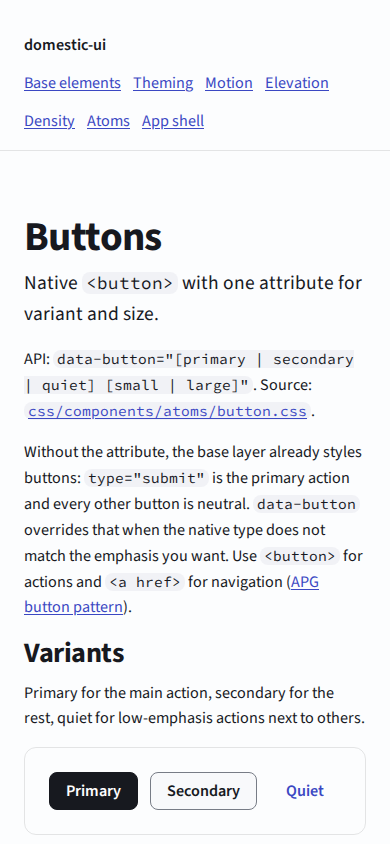 domestic-ui
Base elements Theming Motion Elevation
Density Atoms App shell
Buttons
Native <button> with one attribute for
variant and size.
API: data-button="[primary | secondary
| quiet] [small | large]" . Source:
css/components/atoms/button.css .
Without the attribute, the base layer already styles
buttons: type="submit" is the primary action
and every other button is neutral. data-button
overrides that when the native type does not
match the emphasis you want. Use <button> for
actions and <a href> for navigation (APG
button pattern).
Variants
Primary for the main action, secondary for the
rest, quiet for low-emphasis actions next to others.
Primary Secondary Quiet